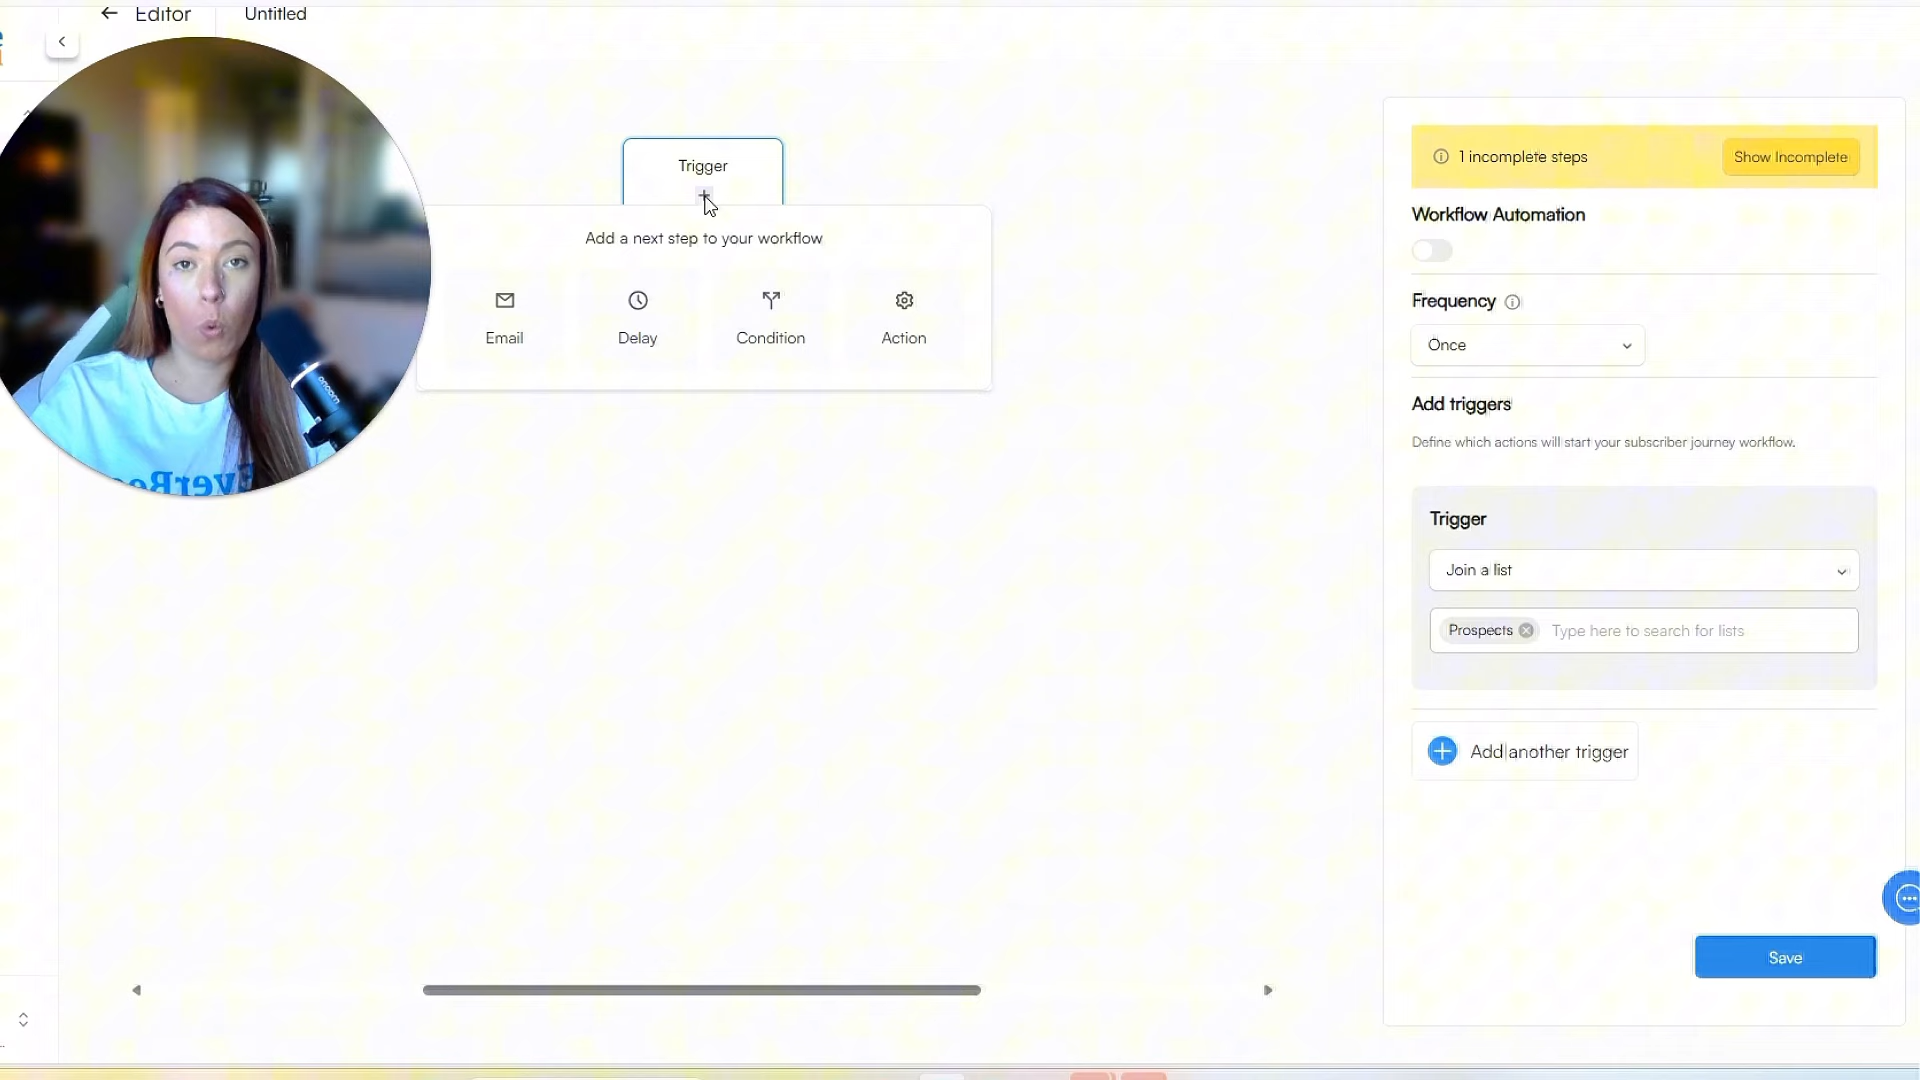 Editor
Untitled
Trigger
Add a next step to your workflow
Email
Delay
Condition
Action
1 incomplete steps
Show Incomplete
Workflow Automation
Frequency
Once
Add triggers
Define which actions will start your subscriber journey workflow.
Trigger
Join a list
Prospects
Type here to search for lists
Add another trigger
Save